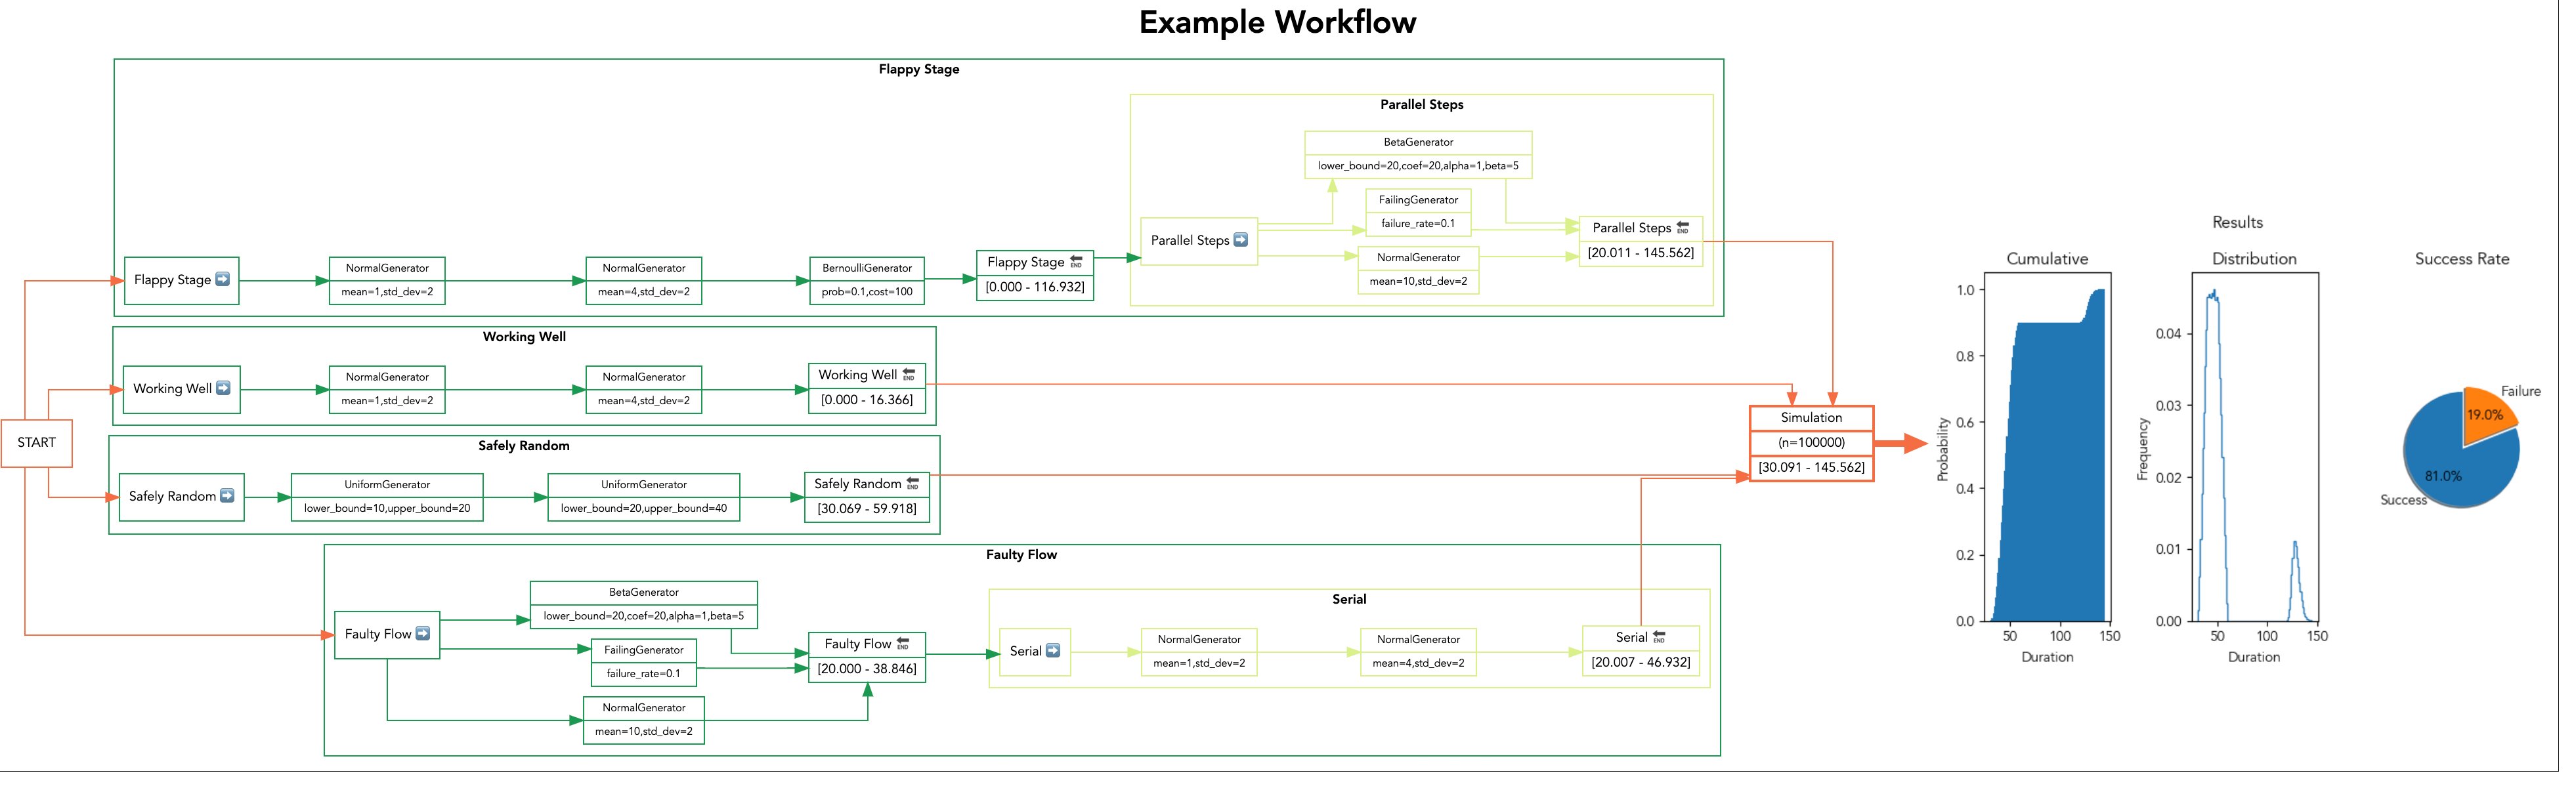 Example Workflow
Flappy Stage
Parallel Steps
BetaGenerator
lower_bound=20,coef=20,alpha=1,beta=5
FailingGenerator
failure_rate=0.1
Parallel Steps
Parallel Steps
END
[20.011 - 145.562]
NormalGenerator
mean=10,std_dev=2
Flappy Stage
NormalGenerator
mean=1,std_dev=2
NormalGenerator
mean=4,std_dev=2
BernoulliGenerator
prob=0.1,cost=100
Flappy Stage
END
[0.000 - 116.932]
Working Well
Working Well
NormalGenerator
mean=1,std_dev=2
NormalGenerator
mean=4,std_dev=2
Working Well
END
[0.000 - 16.366]
START
Safely Random
Safely Random
UniformGenerator
lower_bound=10,upper_bound=20
UniformGenerator
lower_bound=20,upper_bound=40
Safely Random
END
[30.069 - 59.918]
Faulty Flow
Faulty Flow
BetaGenerator
lower_bound=20,coef=20,alpha=1,beta=5
FailingGenerator
failure_rate=0.1
NormalGenerator
mean=10,std_dev=2
Faulty Flow
END
[20.000 - 38.846]
Serial
Serial
NormalGenerator
mean=1,std_dev=2
NormalGenerator
mean=4,std_dev=2
Serial
END
[20.007 - 46.932]
Simulation
(n=100000)
[30.091 - 145.562]
Results
Cumulative
Probability
1.0
0.8
0.6
0.4
0.2
0.0
50 100 150
Duration
Distribution
Frequency
0.04
0.03
0.02
0.01
0.00
50 100 150
Duration
Success Rate
Failure
19.0%
81.0%
Success